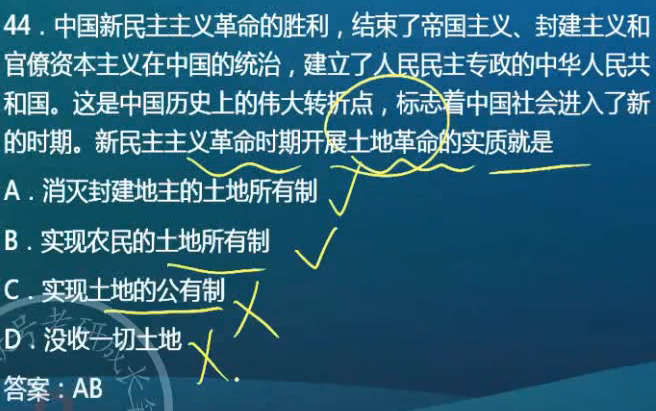 44．中国新民主主义革命的胜利，结束了帝国主义、封建主义和
官僚资本主义在中国的统治，建立了人民民主专政的中华人民共
和国。这是中国历史上的伟大转折点，标志着中国社会进入了新
的时期。新民主主义革命时期开展土地革命的实质就是
A．消灭封建地主的土地所有制
B．实现农民的土地所有制
C．实现土地的公有制
D．没收一切土地
答案：AB